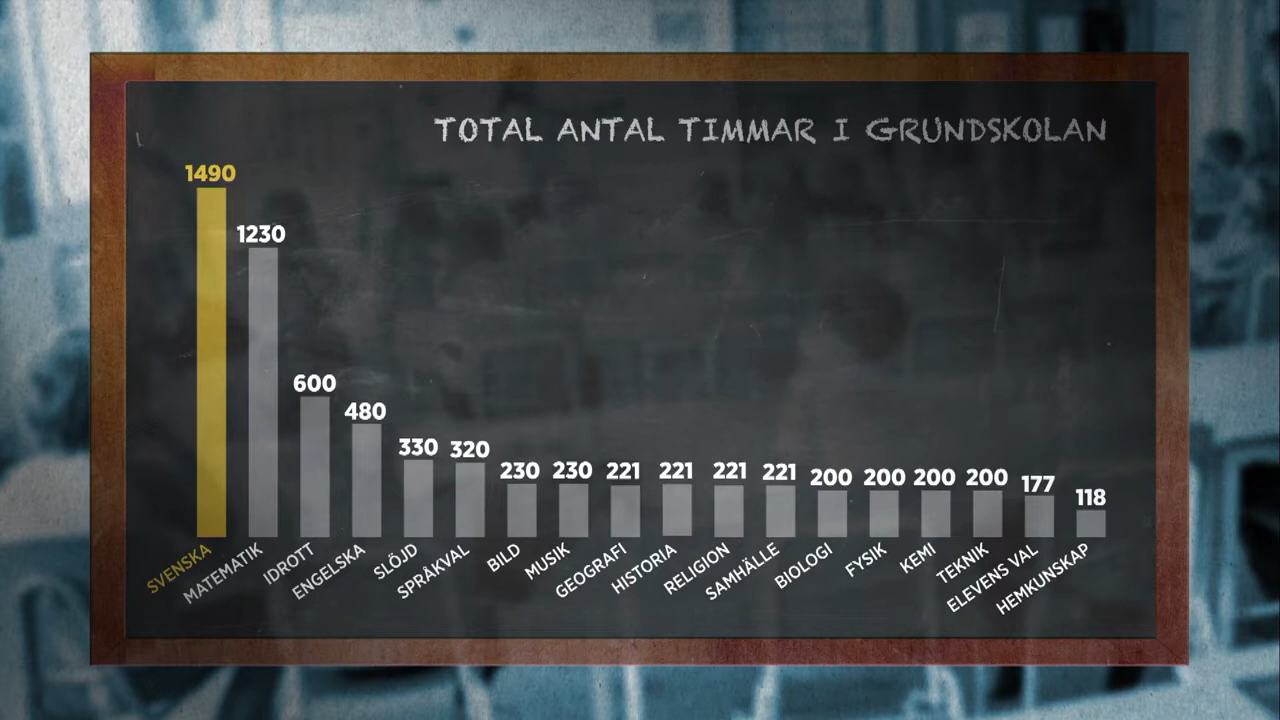 TOTAL ANTAL TIMMAR I GRUNDSKOLAN
1490
1230
600
480
330
320
230
230
221
221
221
221
200
200
200
200
177
118
SVENSKA
MATEMATIK
IDROTT
ENGELSKA
SLÖJD
SPRÅKVAL
BILD
MUSIK
GEOGRAFI
HISTORIA
RELIGION
SAMHÄLLE
BIOLOGI
FYSIK
KEMI
TEKNIK
ELEVENS VAL
HEMKUNSKAP